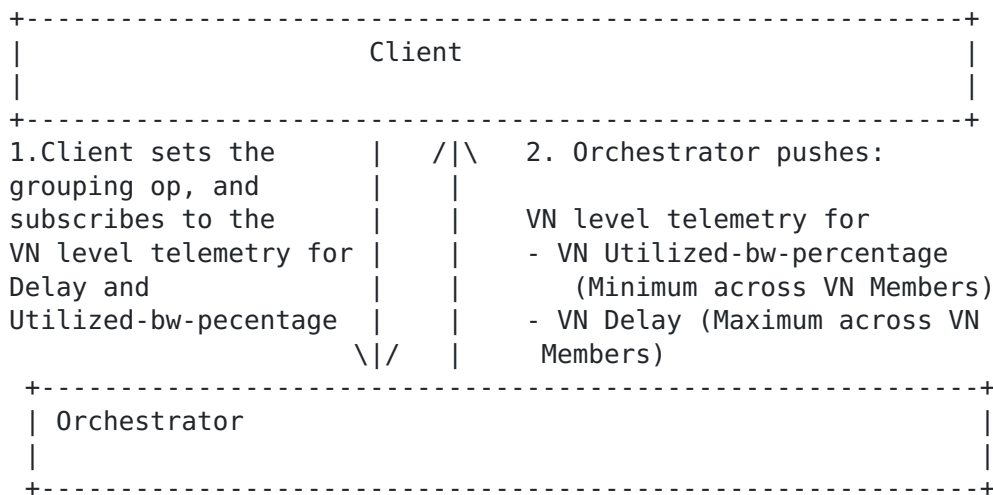 Client
1.Client sets the
grouping op, and
subscribes to the
VN level telemetry for
Delay and
Utilized-bw-pecentage
2. Orchestrator pushes:
VN level telemetry for
- VN Utilized-bw-percentage
(Minimum across VN Members)
- VN Delay (Maximum across VN
Members)
Orchestrator